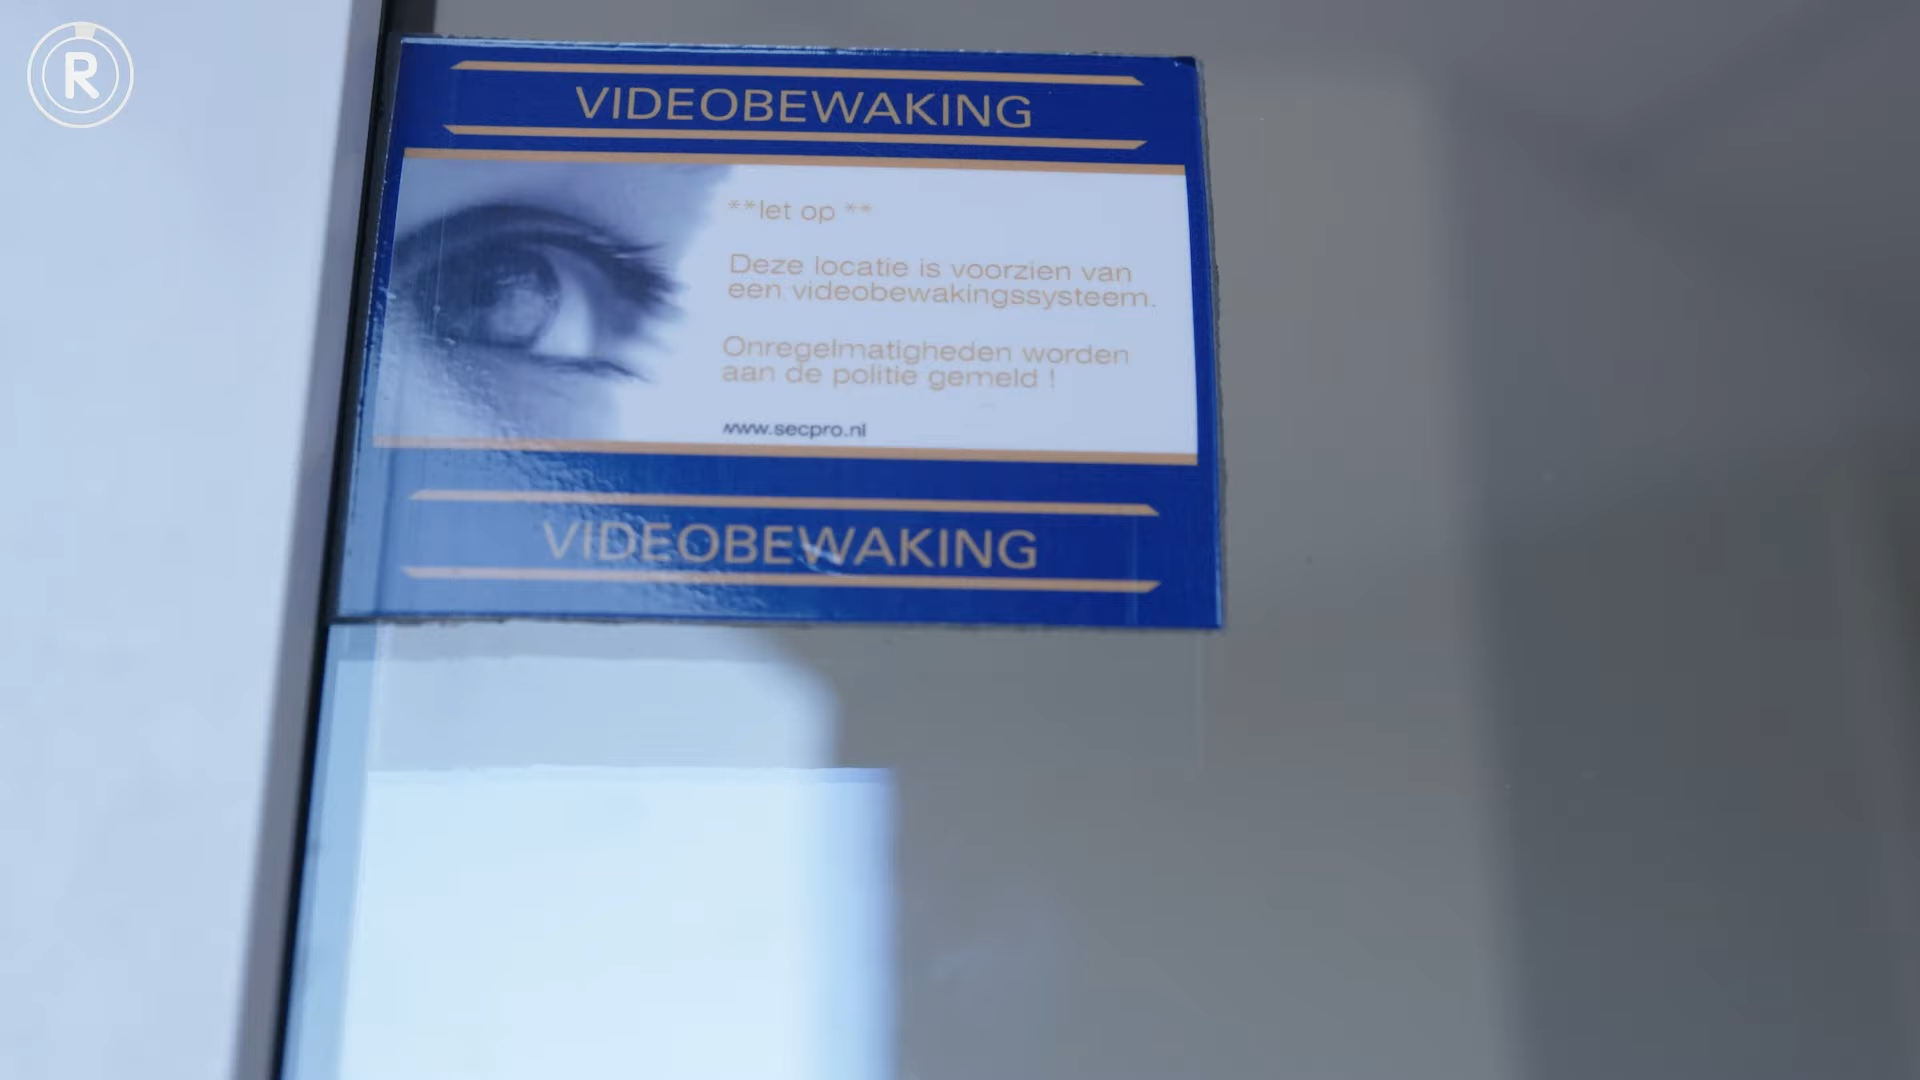 R
VIDEOBEWAKING
**let op **
Deze locatie is voorzien van
een videobewakingssysteem.
Onregelmatigheden worden
aan de politie gemeld !
www.secpro.nl
VIDEOBEWAKING